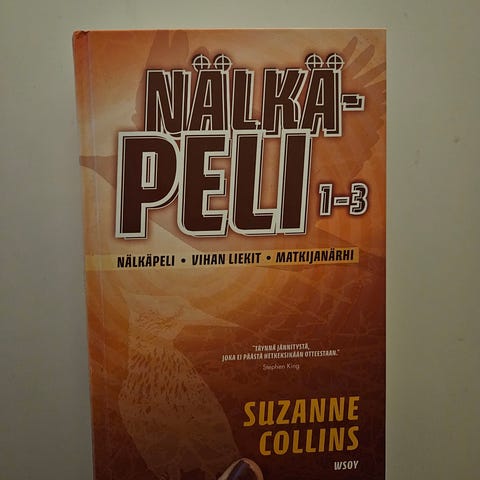 NÄLKÄ-
PELI 1-3
NÄLKÄPELI • VIHAN LIEKIT • MATKIJANÄRHI
"TÄYNNÄ JÄNNITYSTÄ,
JOKA EI PÄÄSTÄ HETKEKSIKÄÄN OTTEESTAAN."
Stephen King
SUZANNE
COLLINS
WSOY